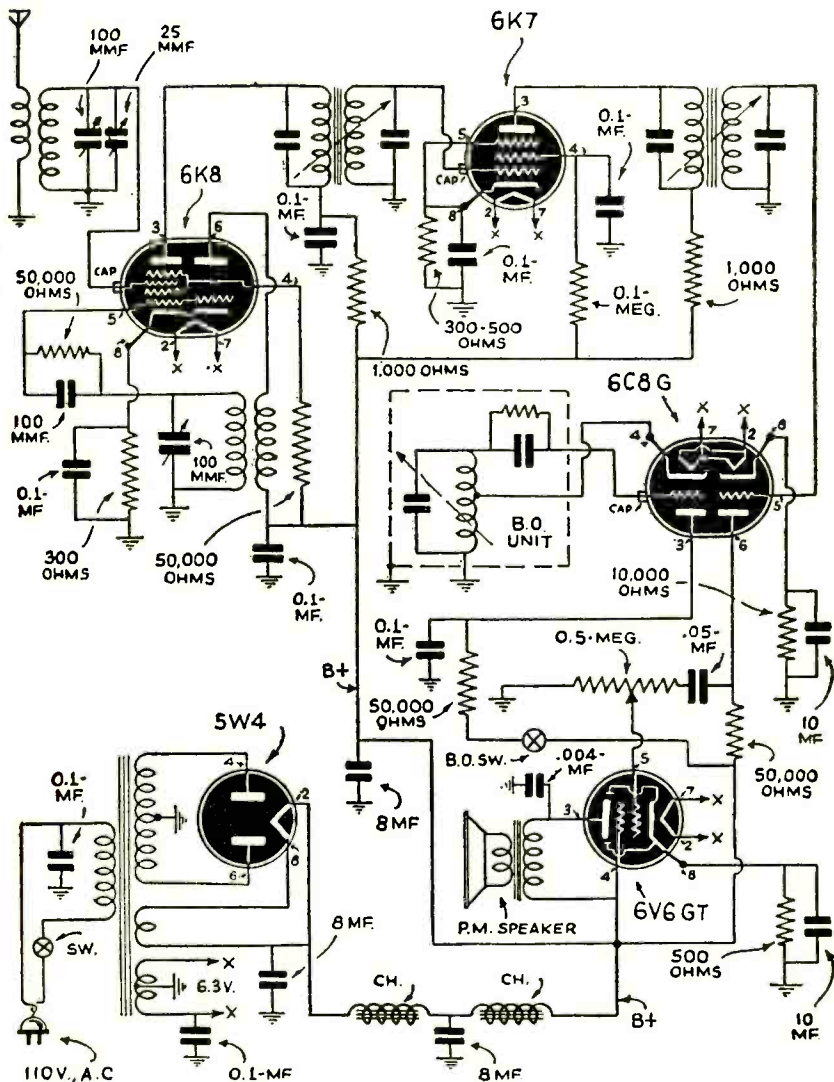 100
MMF
25
MMF
6K7
3
5
4
CAP
8
2
7
X
X
0.1-
MF.
6K8
3
6
CAP
4
5
8
2
7
X
X
50,000
OHMS
0.1-
MF.
0.1-
MF.
300-500
OHMS
0.1-
MEG.
1,000
OHMS
1,000 OHMS
100
MMF.
100
MMF.
0.1-
MF
300
OHMS
50,000
OHMS
0.1-
MF.
6C8G
X
X
4
7
2
8
CAP
5
3
6
B.O.
UNIT
10,000
OHMS
0.1-
MF.
0.5-MEG.
.05-
MF
10
MF
B+
50,000
OHMS
B.O.SW.
.004-
MF
50,000
OHMS
8 MF
5W4
4
2
6
8
0.1-
MF.
SW.
110V., A.C
6.3V.
X
X
0.1-MF.
8 MF.
CH.
CH.
8 MF.
P.M. SPEAKER
5
3
7
X
2
X
4
8
6V6GT
500
OHMS
10
MF.
B+